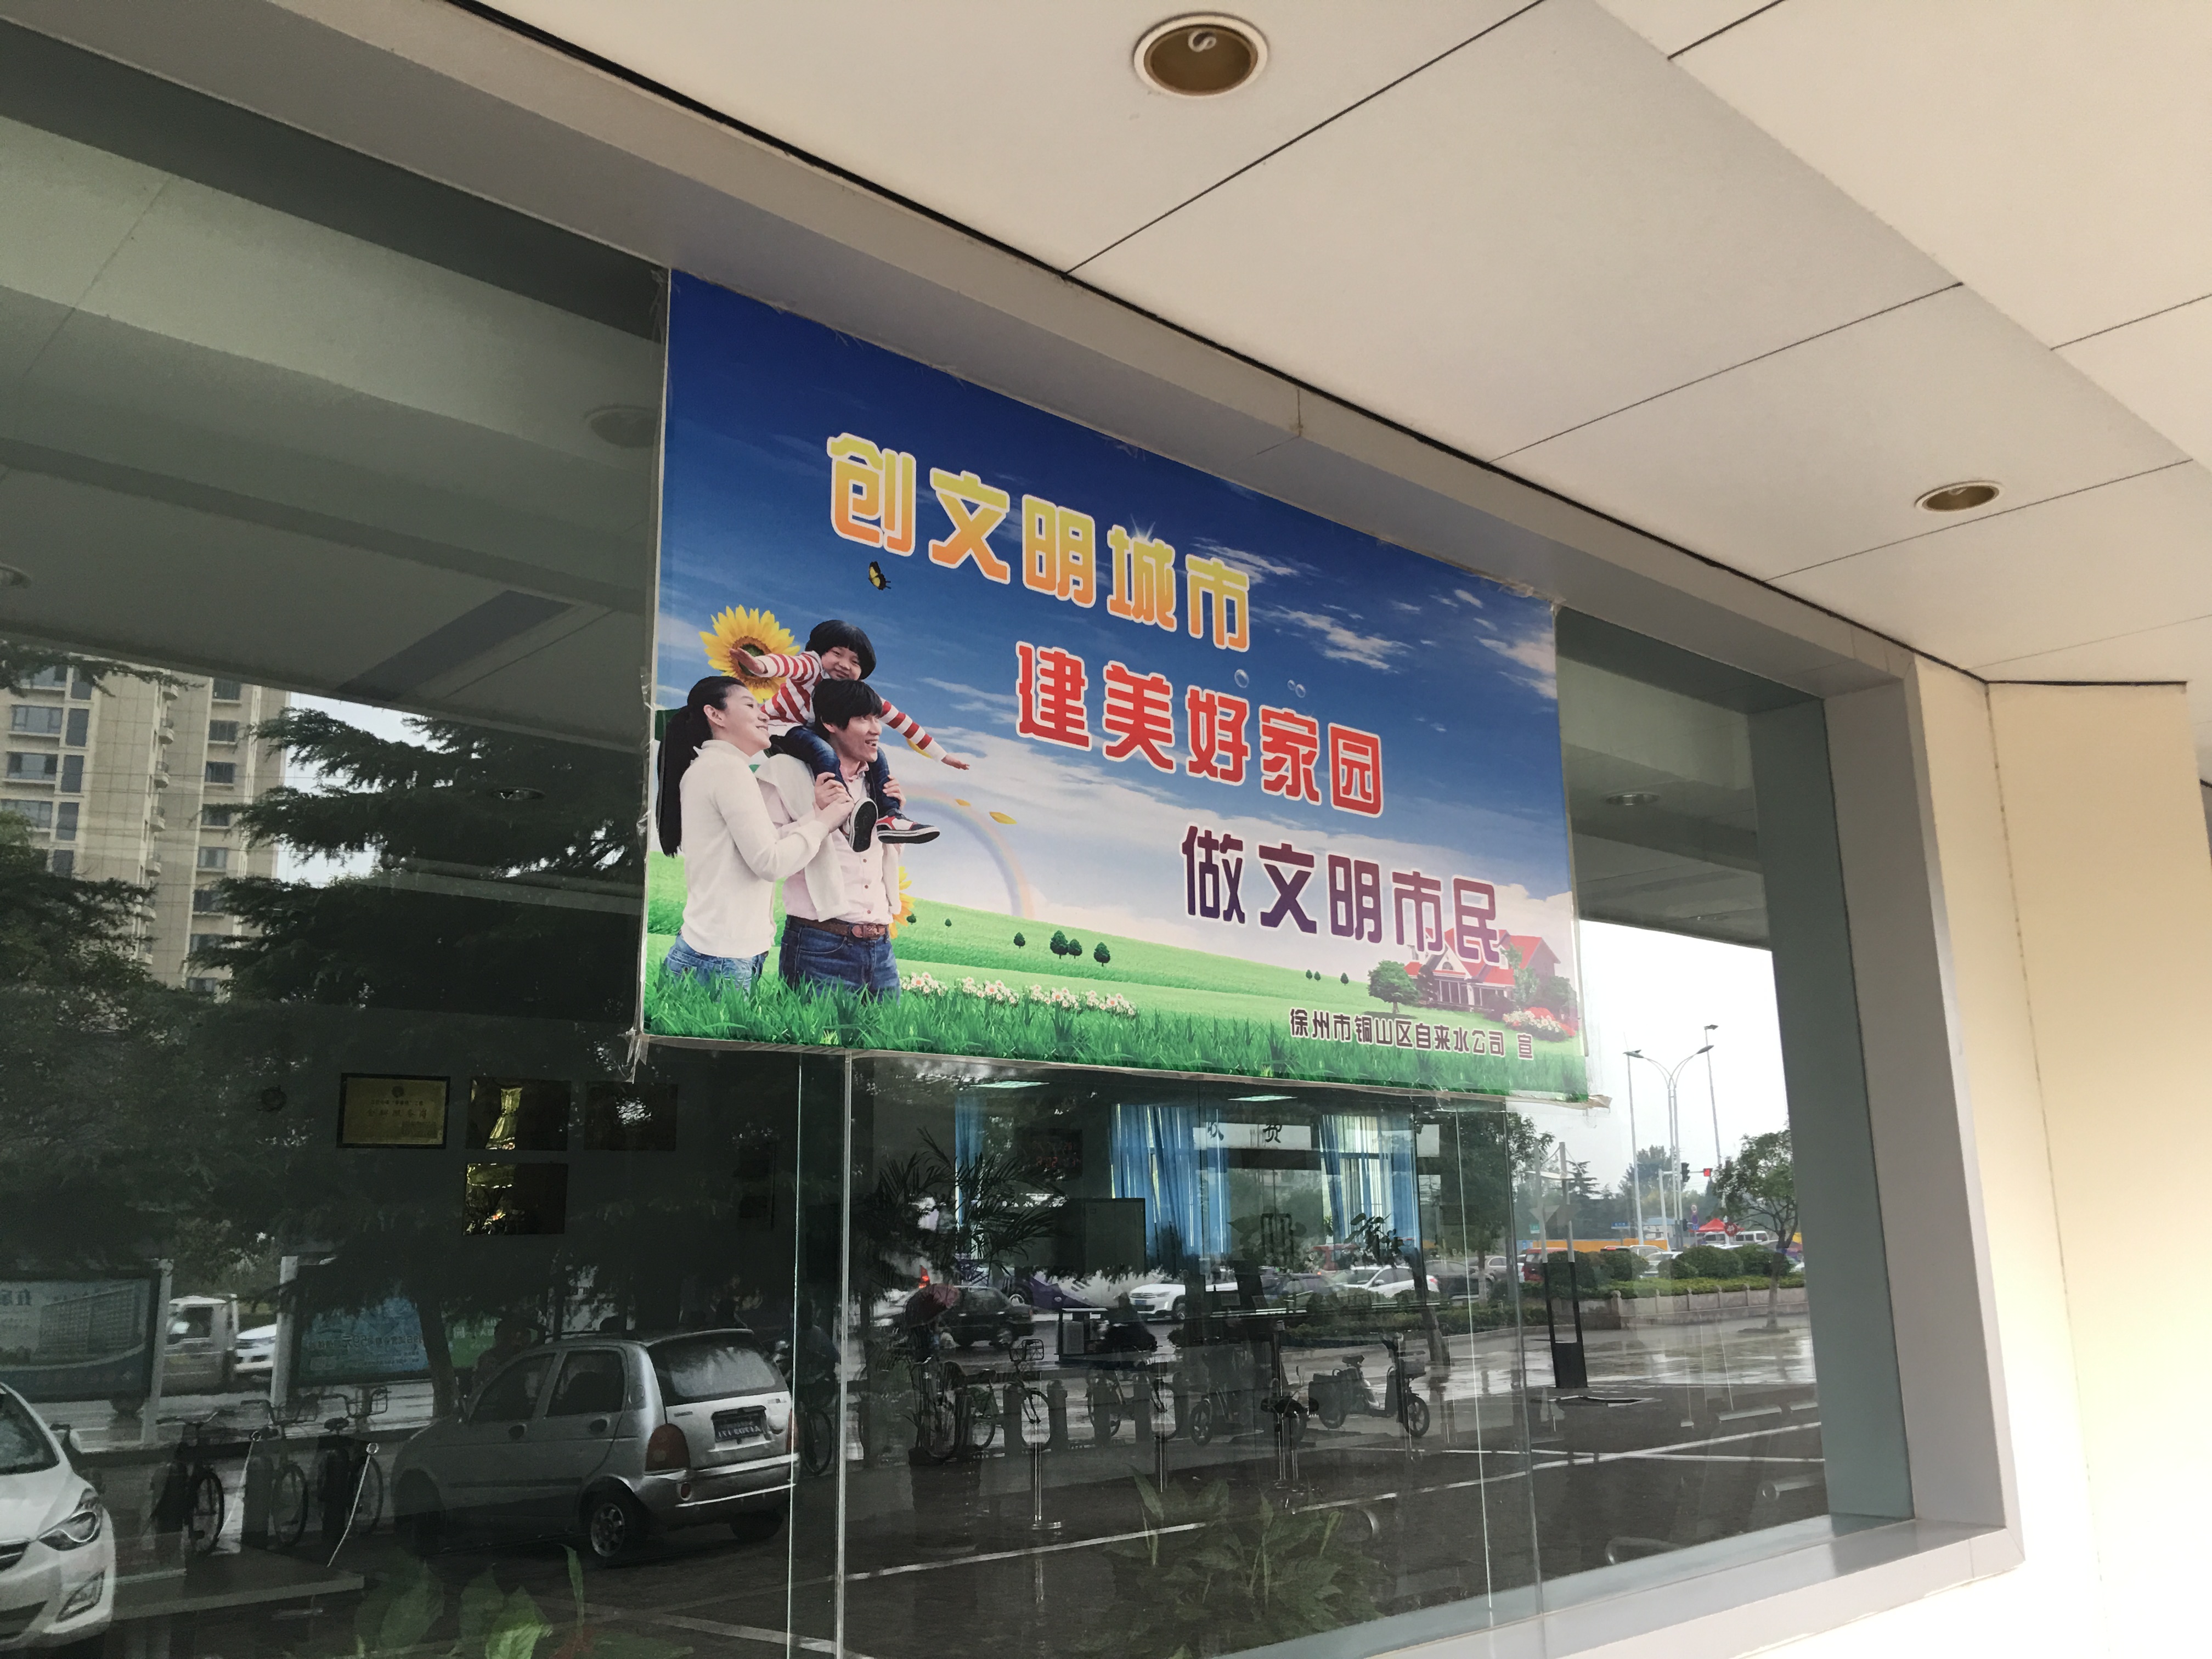 创文明城市
建美好家园
做文明市民
徐州市铜山区自来水公司 宣